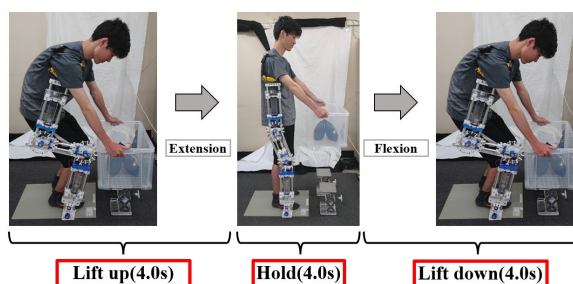 Extension
Flexion
Lift up(4.0s)
Hold(4.0s)
Lift down(4.0s)